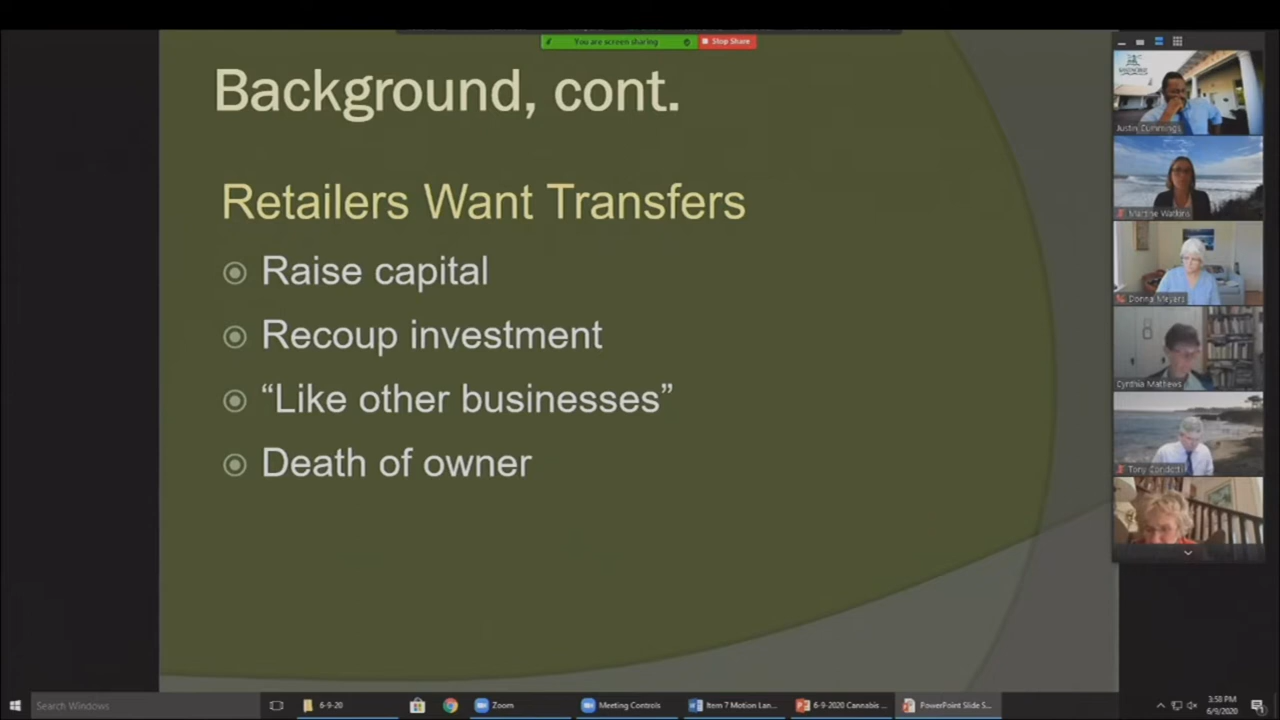 You are screen sharing
Stop Share
Background, cont.
Retailers Want Transfers
Raise capital
Recoup investment
“Like other businesses”
Death of owner
Justin Cummings
Martine Watkins
Donna Meyers
Cynthia Mathews
Tony Condotti
Search Windows
6-9-20
Zoom
Meeting Controls
Item 7 Motion Lan...
6-9-2020 Cannabis ...
PowerPoint Slide S...
3:58 PM
6/9/2020